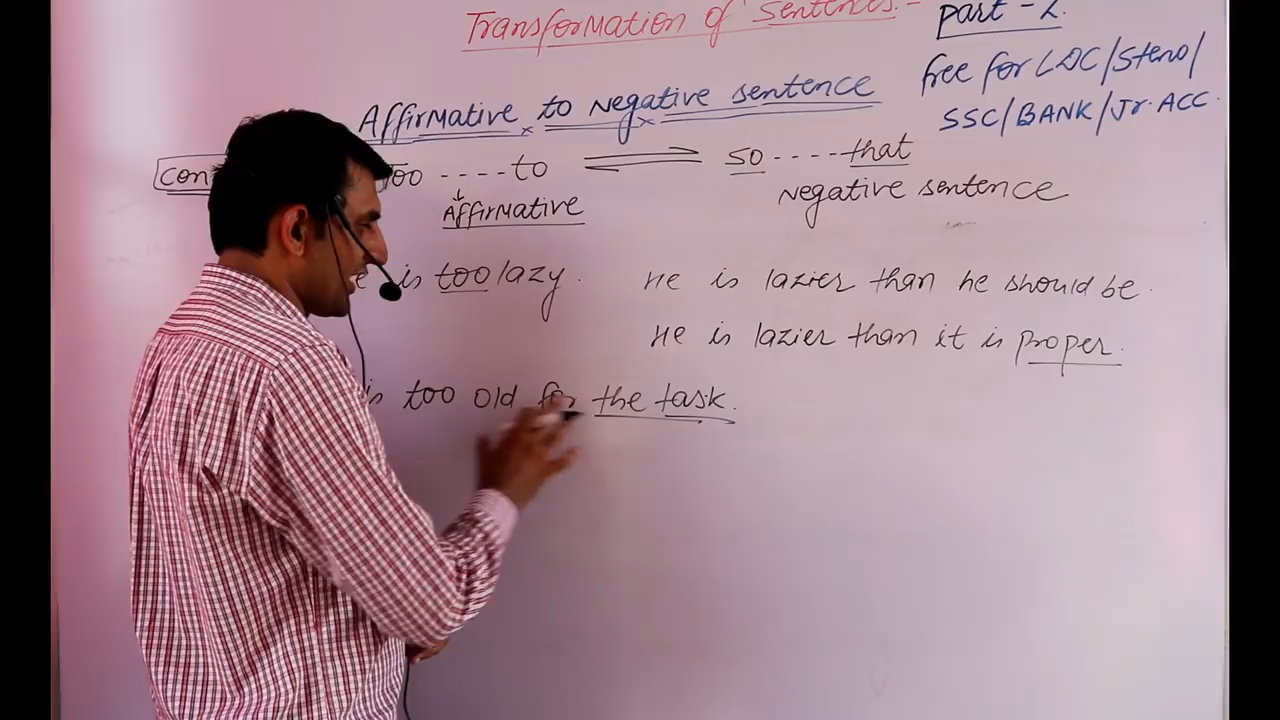 Transformation of Sentences:-
part - 2.
free for LDC/Steno/
SSC/BANK/Jr. ACC.
Affirmative to Negative sentence
Too ---- to ⇌ so ---- that
Affirmative
Negative sentence
is too lazy.
He is lazier than he should be.
He is lazier than it is proper.
is too old for the task.